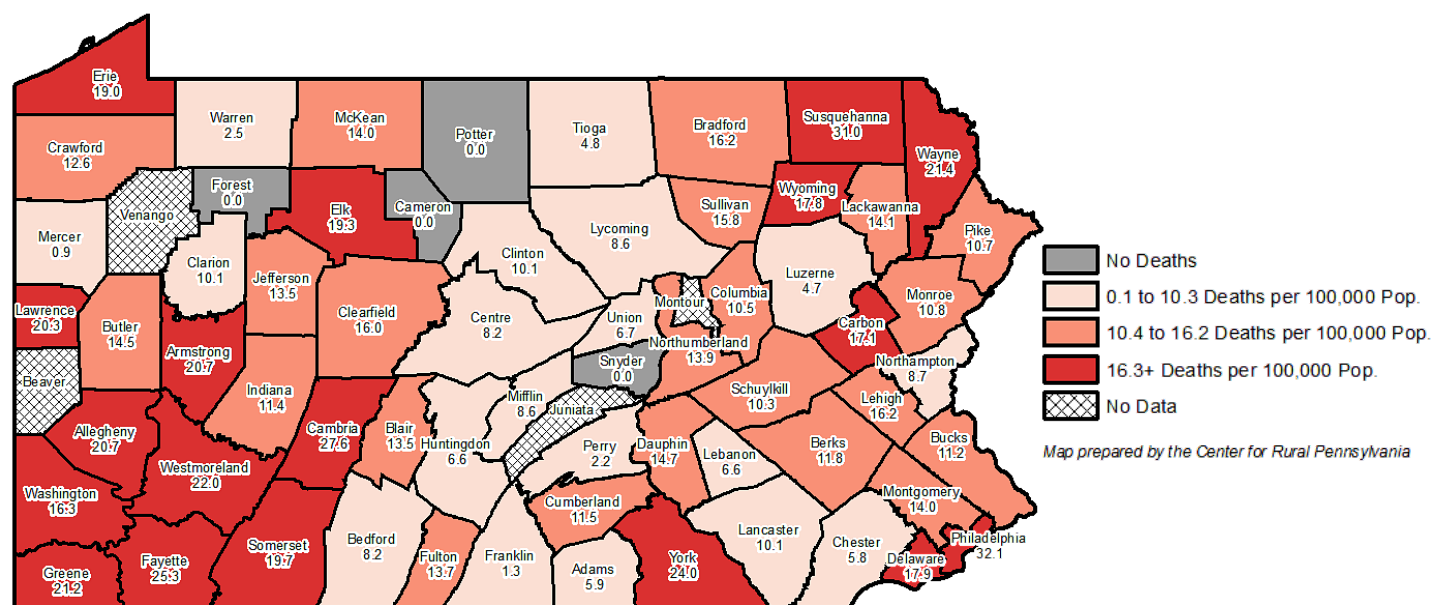 Erie
19.0
Warren
2.5
McKean
14.0
Potter
0.0
Tioga
4.8
Bradford
16.2
Susquehanna
31.0
Wayne
21.4
Crawford
12.6
Venango
Forest
0.0
Elk
19.3
Cameron
0.0
Sullivan
15.8
Wyoming
17.8
Lackawanna
14.1
Pike
10.7
Mercer
0.9
Clarion
10.1
Jefferson
13.5
Clinton
10.1
Lycoming
8.6
Luzerne
4.7
Monroe
10.8
Lawrence
20.3
Butler
14.5
Armstrong
20.7
Clearfield
16.0
Centre
8.2
Union
6.7
Montour
Columbia
10.5
Northumberland
13.9
Carbon
17.1
Northampton
8.7
Beaver
Indiana
11.4
Snyder
0.0
Mifflin
8.6
Juniata
Schuylkill
10.3
Lehigh
16.2
Allegheny
20.7
Westmoreland
22.0
Cambria
27.6
Blair
13.5
Huntingdon
6.6
Perry
2.2
Dauphin
14.7
Lebanon
6.6
Berks
11.8
Bucks
11.2
Washington
16.3
Cumberland
11.5
Montgomery
14.0
Greene
21.2
Fayette
25.3
Somerset
19.7
Bedford
8.2
Fulton
13.7
Franklin
1.3
Adams
5.9
York
24.0
Lancaster
10.1
Chester
5.8
Delaware
17.9
Philadelphia
32.1
No Deaths
0.1 to 10.3 Deaths per 100,000 Pop.
10.4 to 16.2 Deaths per 100,000 Pop.
16.3+ Deaths per 100,000 Pop.
No Data
Map prepared by the Center for Rural Pennsylvania